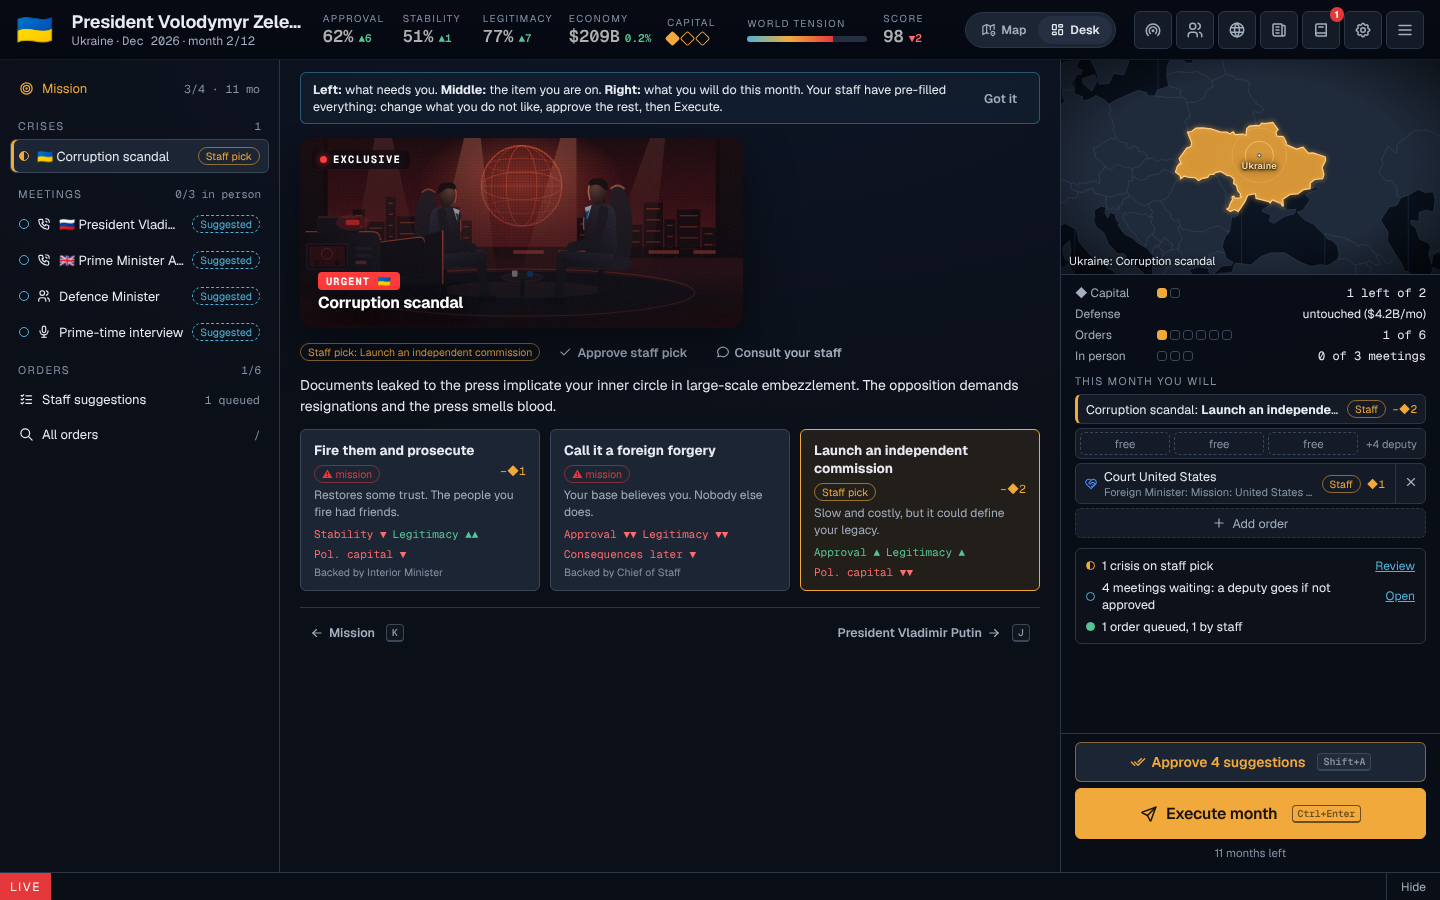 President Volodymyr Zele...
Ukraine · Dec 2026 · month 2/12
APPROVAL
62% ▲6
STABILITY
51% ▲1
LEGITIMACY
77% ▲7
ECONOMY
$209B 0.2%
CAPITAL
WORLD TENSION
SCORE
98 ▼2
Map
Desk
1
Mission
3/4 · 11 mo
CRISES
1
Corruption scandal
Staff pick
MEETINGS
0/3 in person
President Vladi...
Suggested
Prime Minister A...
Suggested
Defence Minister
Suggested
Prime-time interview
Suggested
ORDERS
1/6
Staff suggestions
1 queued
All orders
/
Left: what needs you. Middle: the item you are on. Right: what you will do this month. Your staff have pre-filled
everything: change what you do not like, approve the rest, then Execute.
Got it
EXCLUSIVE
URGENT
Corruption scandal
Staff pick: Launch an independent commission
Approve staff pick
Consult your staff
Documents leaked to the press implicate your inner circle in large-scale embezzlement. The opposition demands
resignations and the press smells blood.
Fire them and prosecute
mission
−◆1
Restores some trust. The people you
fire had friends.
Stability ▼ Legitimacy ▲▲
Pol. capital ▼
Backed by Interior Minister
Call it a foreign forgery
mission
Your base believes you. Nobody else
does.
Approval ▼▼ Legitimacy ▼▼
Consequences later ▼
Backed by Chief of Staff
Launch an independent
commission
Staff pick
−◆2
Slow and costly, but it could define
your legacy.
Approval ▲ Legitimacy ▲
Pol. capital ▼▼
← Mission
K
President Vladimir Putin →
J
Ukraine
Ukraine: Corruption scandal
◆ Capital
1 left of 2
Defense
untouched ($4.2B/mo)
Orders
1 of 6
In person
0 of 3 meetings
THIS MONTH YOU WILL
Corruption scandal: Launch an independe...
Staff
−◆2
free
free
free
+4 deputy
Court United States
Foreign Minister: Mission: United States ...
Staff
◆1
Add order
1 crisis on staff pick
Review
4 meetings waiting: a deputy goes if not
approved
Open
1 order queued, 1 by staff
Approve 4 suggestions
Shift+A
Execute month
Ctrl+Enter
11 months left
LIVE
Hide